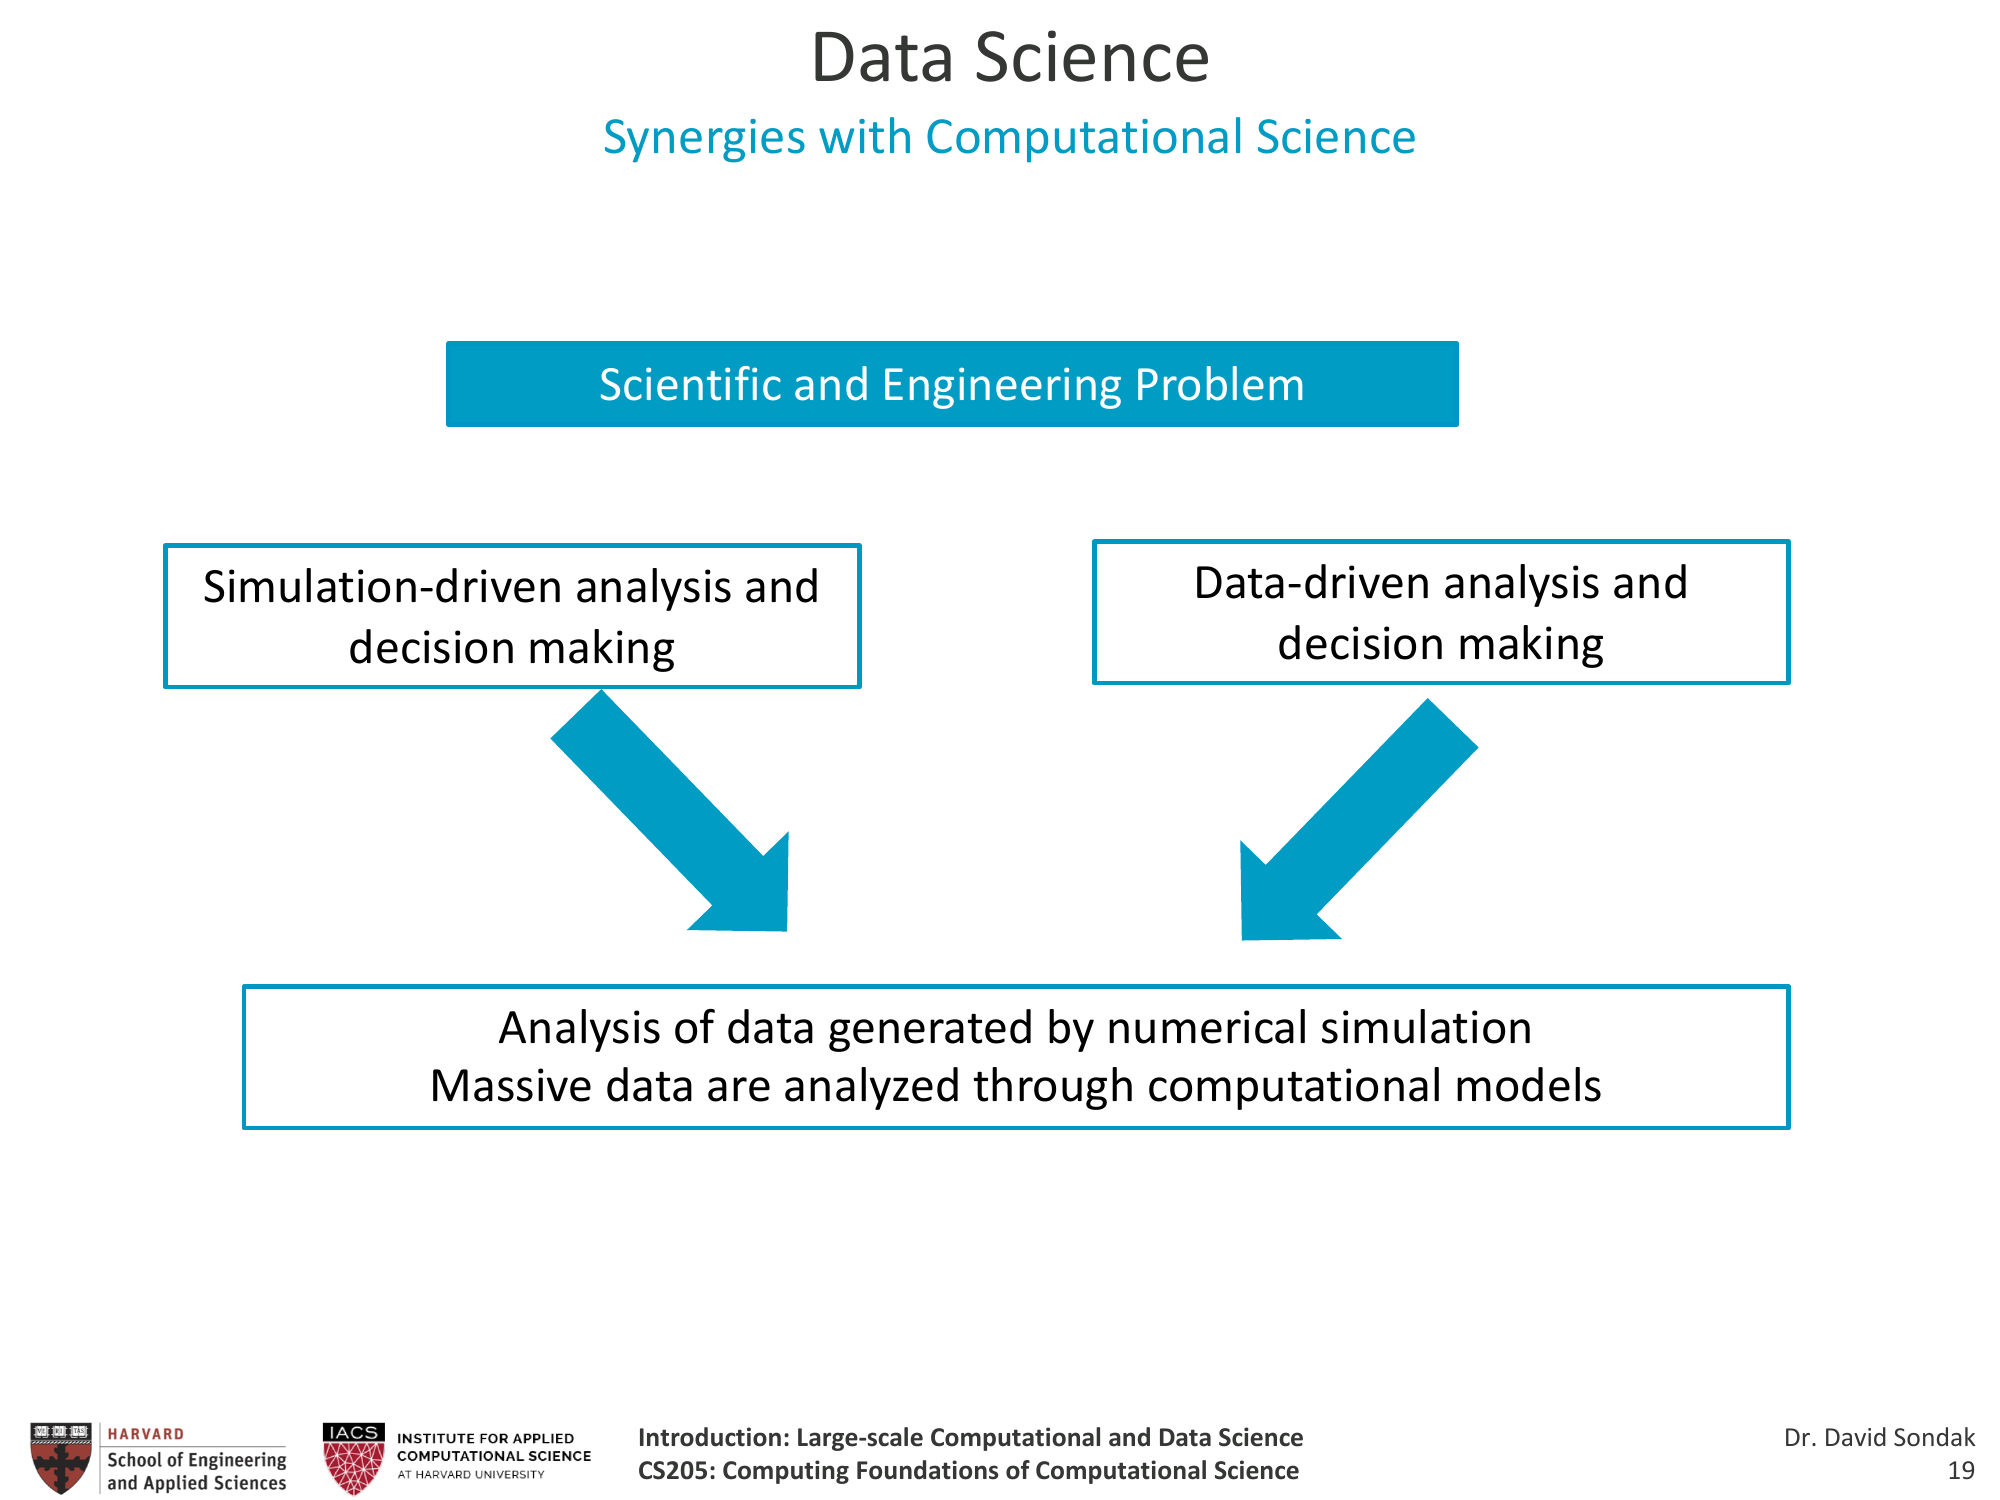 Data Science
Synergies with Computational Science
Scientific and Engineering Problem
Simulation-driven analysis and
decision making
Data-driven analysis and
decision making
Analysis of data generated by numerical simulation
Massive data are analyzed through computational models
HARVARD
School of Engineering
and Applied Sciences
IACS
INSTITUTE FOR APPLIED
COMPUTATIONAL SCIENCE
AT HARVARD UNIVERSITY
Introduction: Large-scale Computational and Data Science
CS205: Computing Foundations of Computational Science
Dr. David Sondak
19